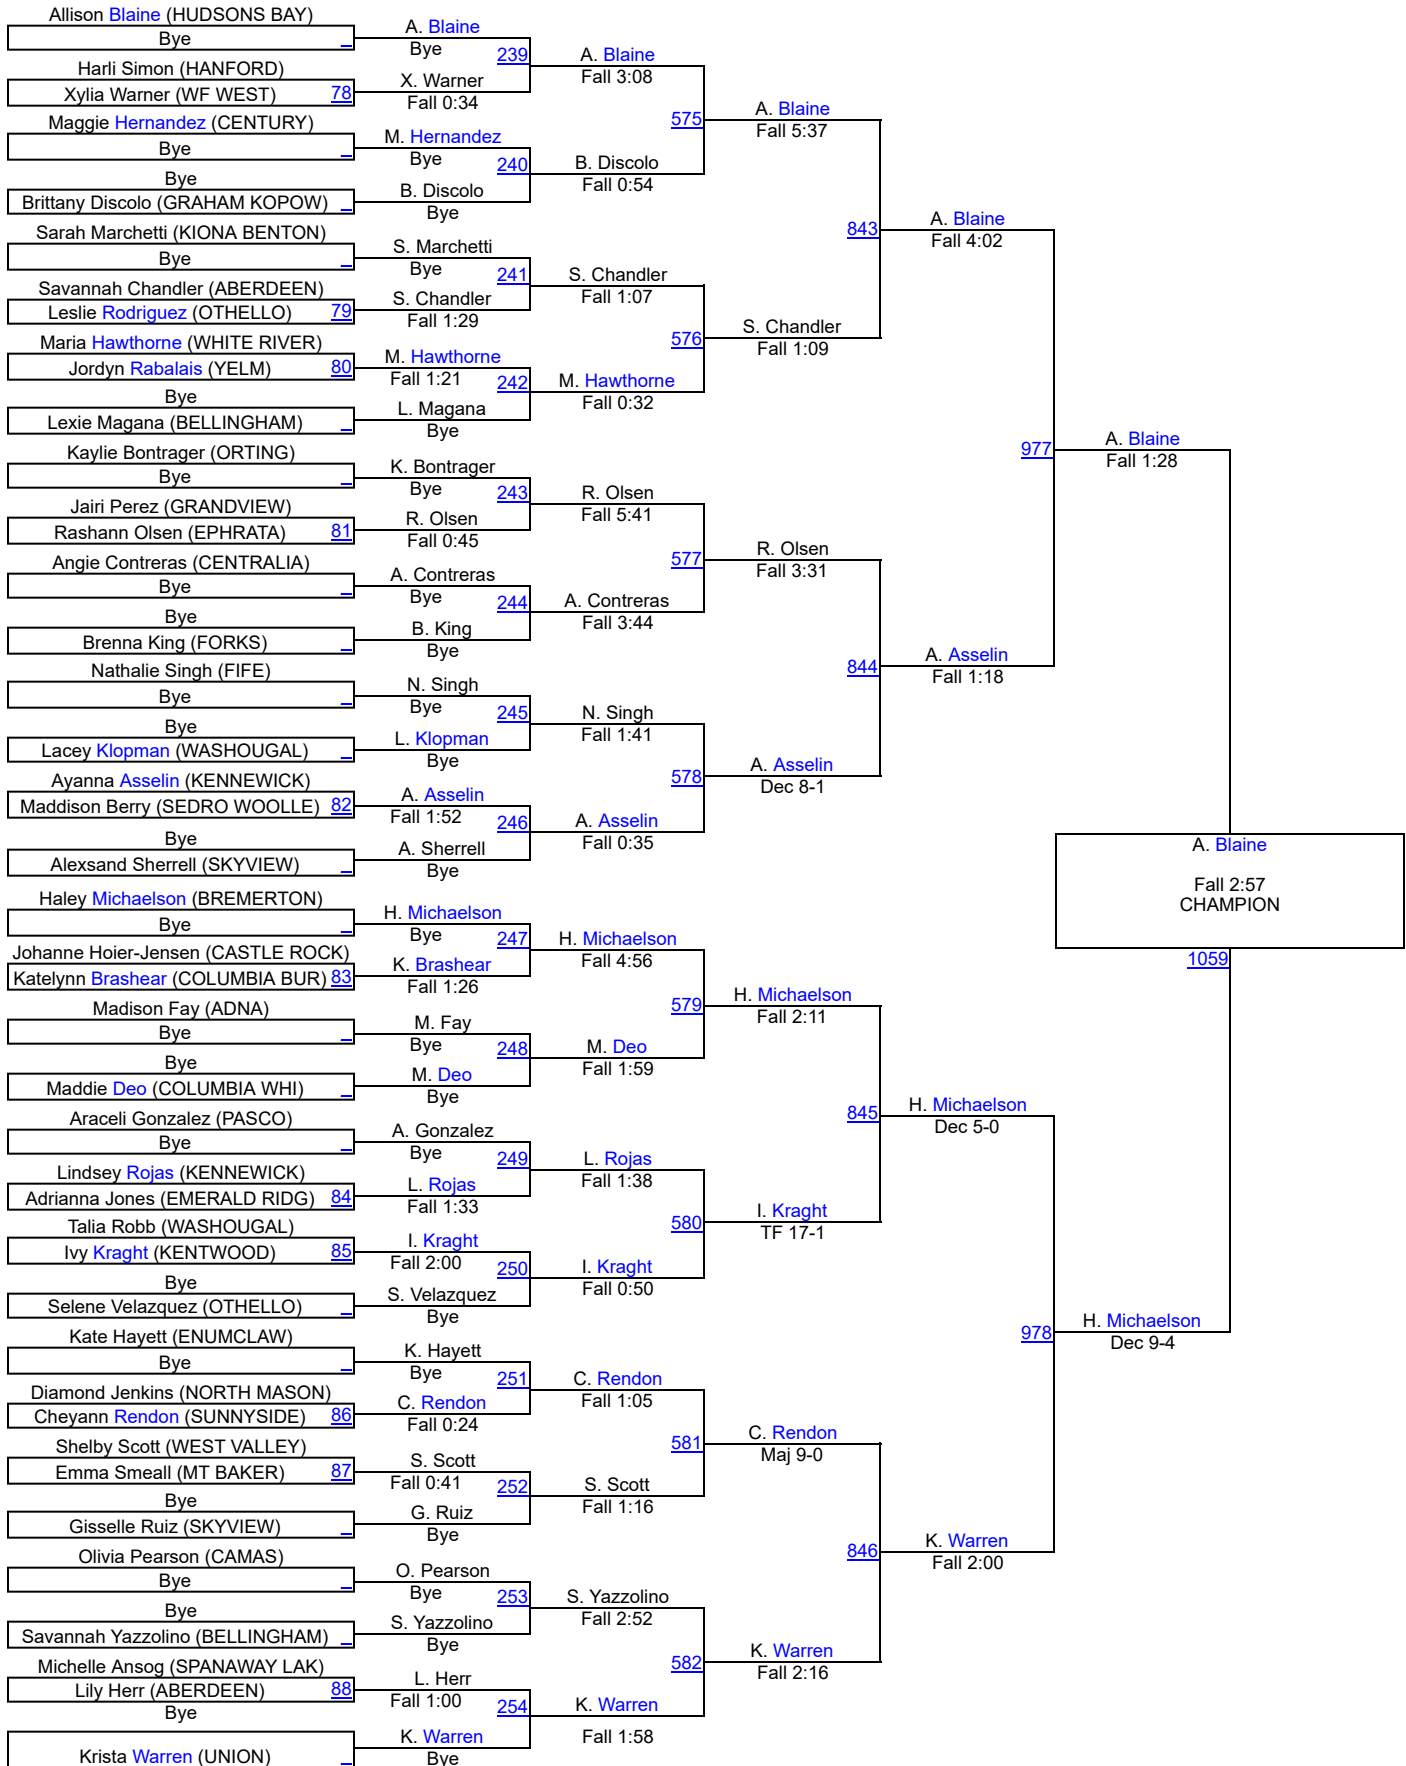 Allison Blaine (HUDSONS BAY)
Bye
Harli Simon (HANFORD)
Xylia Warner (WF WEST) 78
Maggie Hernandez (CENTURY)
Bye
Bye
Brittany Discolo (GRAHAM KOPOW)
Sarah Marchetti (KIONA BENTON)
Bye
Savannah Chandler (ABERDEEN)
Leslie Rodriguez (OTHELLO) 79
Maria Hawthorne (WHITE RIVER)
Jordyn Rabalais (YELM) 80
Bye
Lexie Magana (BELLINGHAM)
Kaylie Bontrager (ORTING)
Bye
Jairi Perez (GRANDVIEW)
Rashann Olsen (EPHRATA) 81
Angie Contreras (CENTRALIA)
Bye
Bye
Brenna King (FORKS)
Nathalie Singh (FIFE)
Bye
Bye
Lacey Klopman (WASHOUGAL)
Ayanna Asselin (KENNEWICK)
Maddison Berry (SEDRO WOOLLE) 82
Bye
Alexsand Sherrell (SKYVIEW)
Haley Michaelson (BREMERTON)
Bye
Johanne Hoier-Jensen (CASTLE ROCK)
Katelynn Brashear (COLUMBIA BUR) 83
Madison Fay (ADNA)
Bye
Bye
Maddie Deo (COLUMBIA WHI)
Araceli Gonzalez (PASCO)
Bye
Lindsey Rojas (KENNEWICK)
Adrianna Jones (EMERALD RIDG) 84
Talia Robb (WASHOUGAL)
Ivy Kraght (KENTWOOD) 85
Bye
Selene Velazquez (OTHELLO)
Kate Hayett (ENUMCLAW)
Bye
Diamond Jenkins (NORTH MASON)
Cheyann Rendon (SUNNYSIDE) 86
Shelby Scott (WEST VALLEY)
Emma Smeall (MT BAKER) 87
Bye
Gisselle Ruiz (SKYVIEW)
Olivia Pearson (CAMAS)
Bye
Bye
Savannah Yazzolino (BELLINGHAM)
Michelle Ansog (SPANAWAY LAK)
Lily Herr (ABERDEEN) 88
Bye
Krista Warren (UNION)
A. Blaine
Bye
239
X. Warner
Fall 0:34
M. Hernandez
Bye
240
B. Discolo
Bye
S. Marchetti
Bye
241
S. Chandler
Fall 1:29
M. Hawthorne
Fall 1:21
242
L. Magana
Bye
K. Bontrager
Bye
243
R. Olsen
Fall 0:45
A. Contreras
Bye
244
B. King
Bye
N. Singh
Bye
245
L. Klopman
Bye
A. Asselin
Fall 1:52
246
A. Sherrell
Bye
H. Michaelson
Bye
247
K. Brashear
Fall 1:26
M. Fay
Bye
248
M. Deo
Bye
A. Gonzalez
Bye
249
L. Rojas
Fall 1:33
I. Kraght
Fall 2:00
250
S. Velazquez
Bye
K. Hayett
Bye
251
C. Rendon
Fall 0:24
S. Scott
Fall 0:41
252
G. Ruiz
Bye
O. Pearson
Bye
253
S. Yazzolino
Bye
L. Herr
Fall 1:00
254
K. Warren
Bye
A. Blaine
Fall 3:08
575
B. Discolo
Fall 0:54
S. Chandler
Fall 1:07
576
M. Hawthorne
Fall 0:32
R. Olsen
Fall 5:41
577
A. Contreras
Fall 3:44
N. Singh
Fall 1:41
578
A. Asselin
Fall 0:35
H. Michaelson
Fall 4:56
579
M. Deo
Fall 1:59
L. Rojas
Fall 1:38
580
I. Kraght
Fall 0:50
C. Rendon
Fall 1:05
581
S. Scott
Fall 1:16
S. Yazzolino
Fall 2:52
582
K. Warren
Fall 1:58
A. Blaine
Fall 5:37
843
S. Chandler
Fall 1:09
R. Olsen
Fall 3:31
844
A. Asselin
Dec 8-1
H. Michaelson
Fall 2:11
845
I. Kraght
TF 17-1
C. Rendon
Maj 9-0
846
K. Warren
Fall 2:16
A. Blaine
Fall 4:02
977
A. Asselin
Fall 1:18
H. Michaelson
Dec 5-0
978
K. Warren
Fall 2:00
A. Blaine
Fall 1:28
H. Michaelson
Dec 9-4
A. Blaine
Fall 2:57
CHAMPION
1059